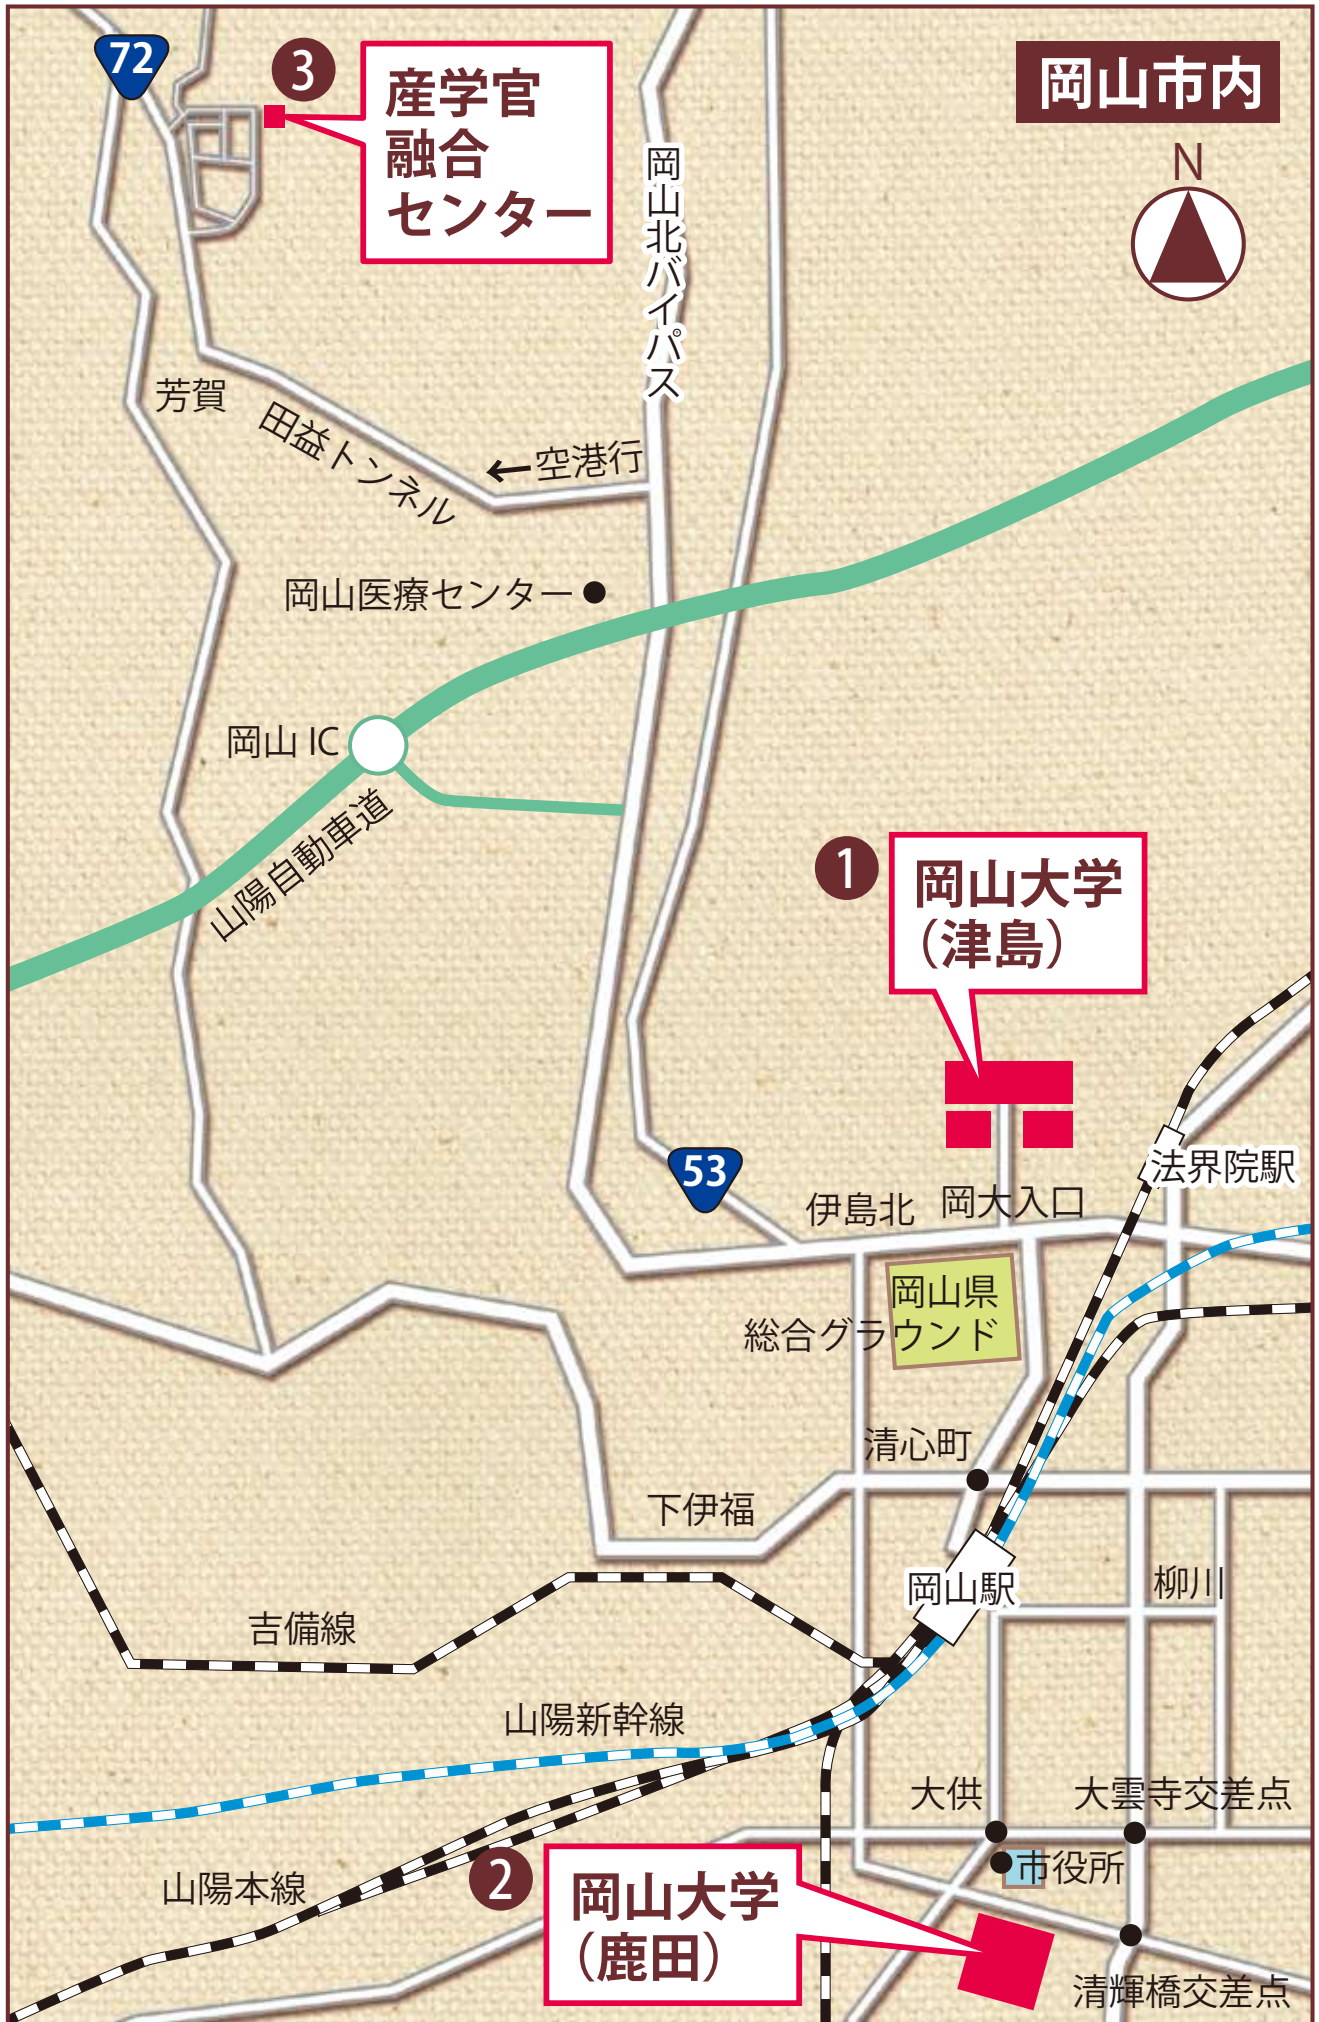 72
3
産学官
融合
センター
岡山市内
N
岡山北バイパス
芳賀
田益トンネル
←空港行
岡山医療センター
岡山 IC
山陽自動車道
1
岡山大学
（津島）
法界院駅
53
伊島北
岡大入口
岡山県
総合グラウンド
清心町
下伊福
岡山駅
柳川
吉備線
山陽新幹線
大供
大雲寺交差点
市役所
山陽本線
2
岡山大学
（鹿田）
清輝橋交差点